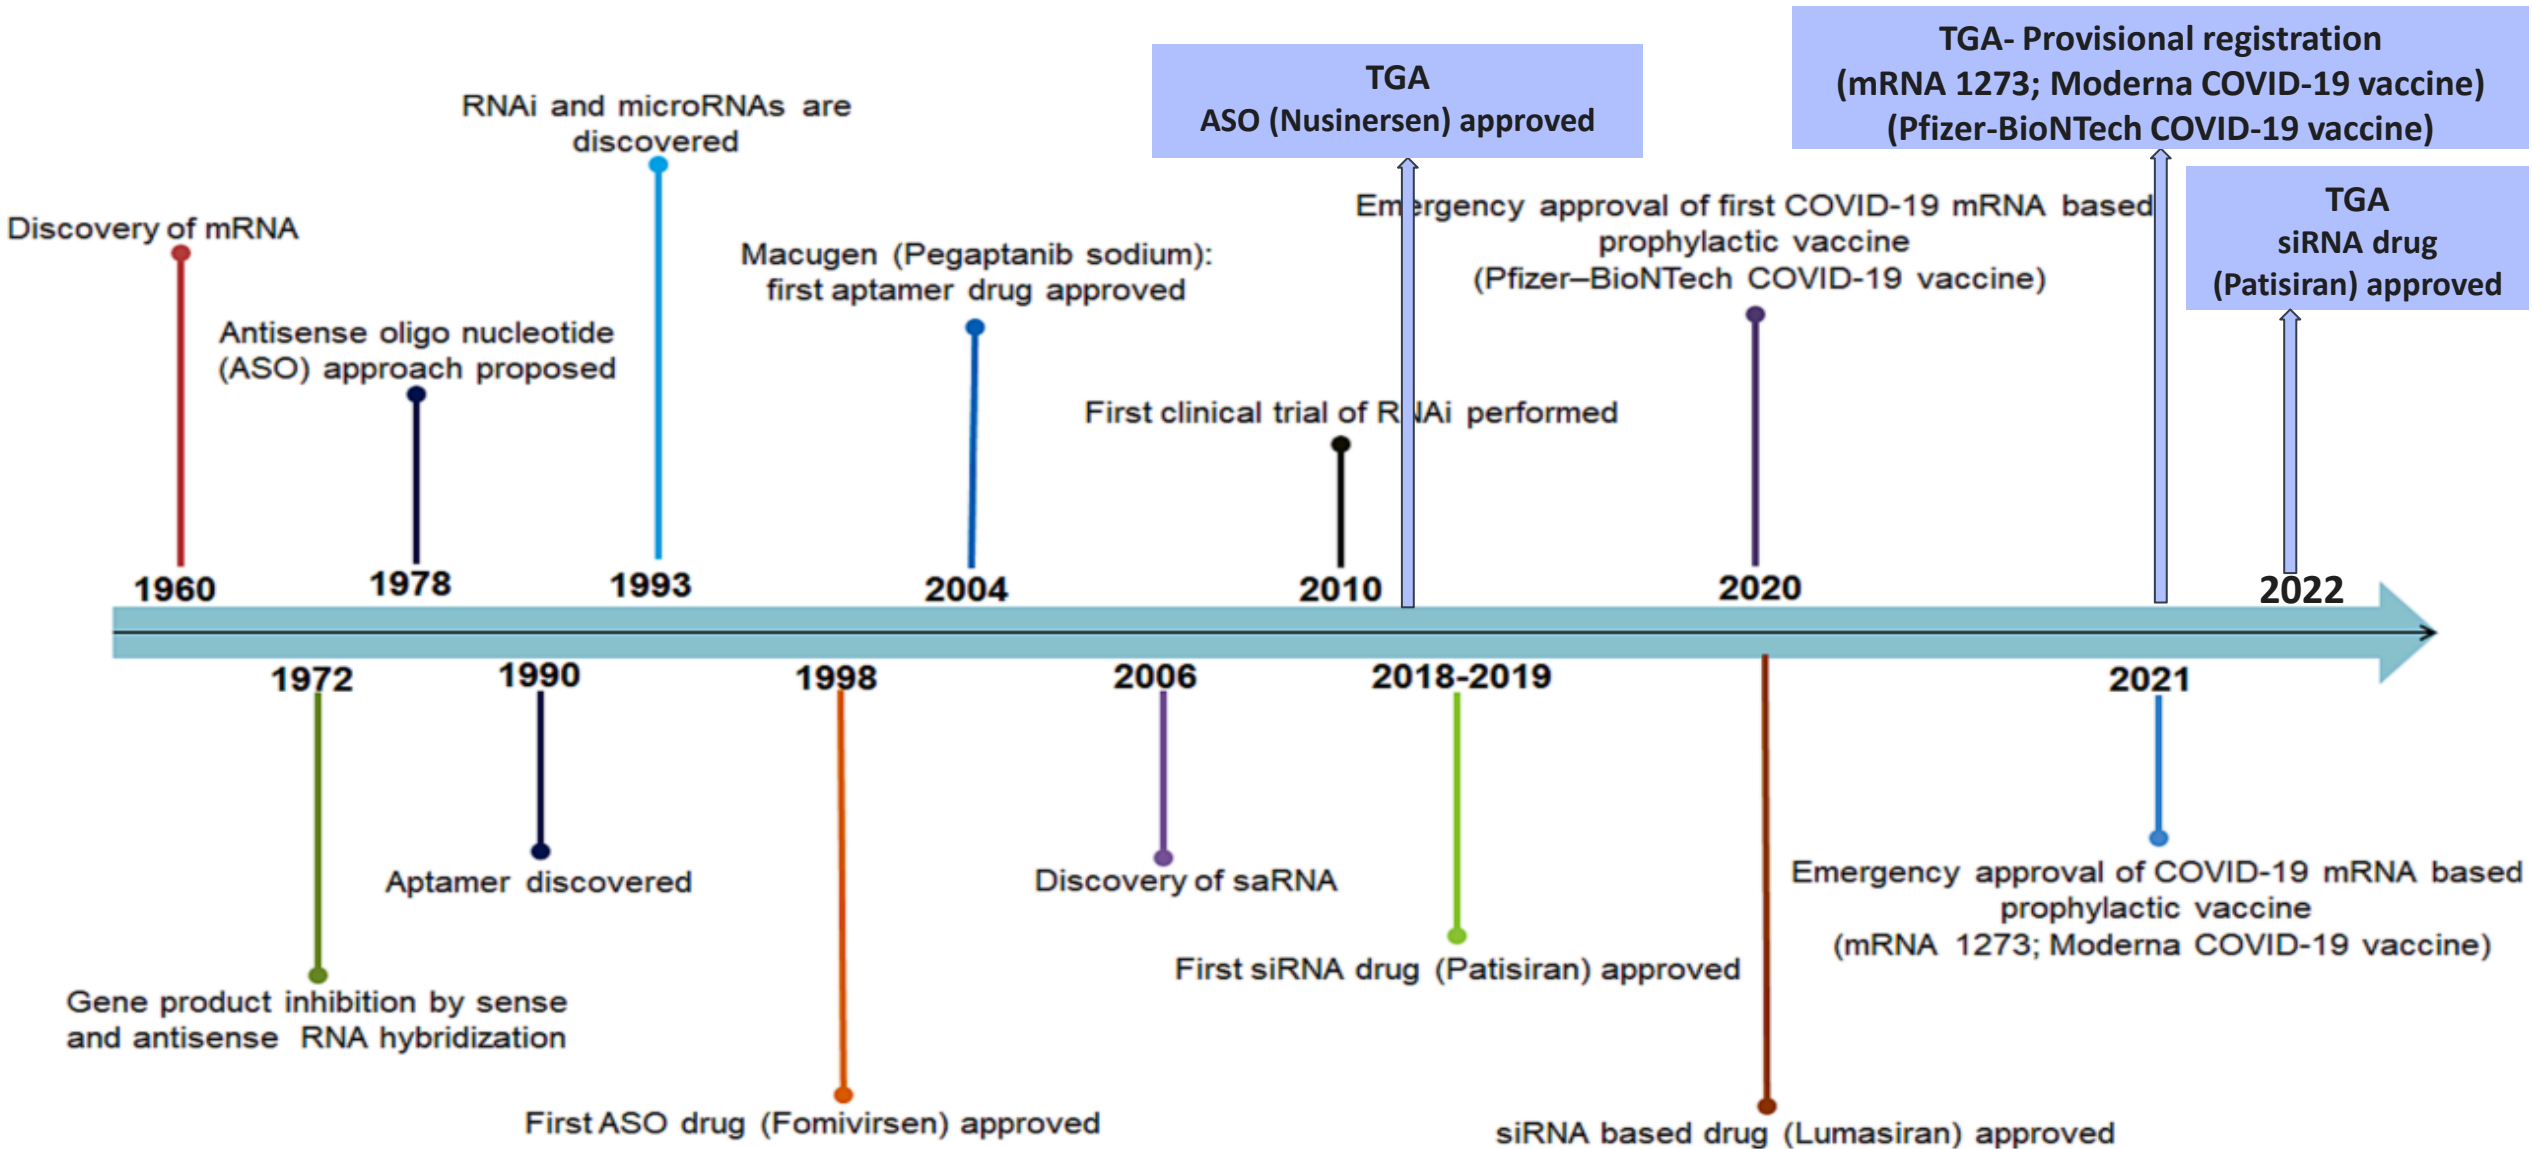 TGA- Provisional registration
(mRNA 1273; Moderna COVID-19 vaccine)
(Pfizer-BioNTech COVID-19 vaccine)
TGA
ASO (Nusinersen) approved
RNAi and microRNAs are
discovered
TGA
siRNA drug
(Patisiran) approved
Emergency approval of first COVID-19 mRNA based
prophylactic vaccine
(Pfizer–BioNTech COVID-19 vaccine)
Discovery of mRNA
Macugen (Pegaptanib sodium):
first aptamer drug approved
Antisense oligo nucleotide
(ASO) approach proposed
First clinical trial of RNAi performed
1960
1978
1993
2004
2010
2020
2022
1972
1990
1998
2006
2018-2019
2021
Aptamer discovered
Discovery of saRNA
Emergency approval of COVID-19 mRNA based
prophylactic vaccine
(mRNA 1273; Moderna COVID-19 vaccine)
First siRNA drug (Patisiran) approved
Gene product inhibition by sense
and antisense RNA hybridization
First ASO drug (Fomivirsen) approved
siRNA based drug (Lumasiran) approved